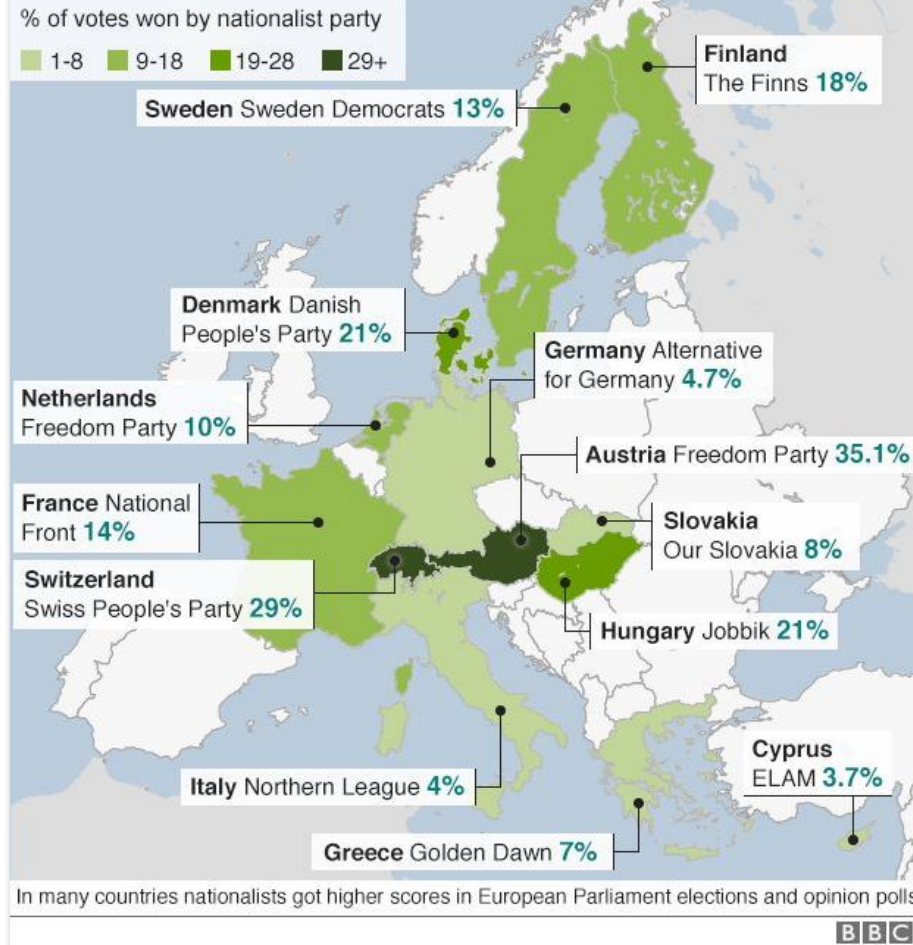 % of votes won by nationalist party
1-8 9-18 19-28 29+
Finland
The Finns 18%
Sweden Sweden Democrats 13%
Denmark Danish
People's Party 21%
Germany Alternative
for Germany 4.7%
Netherlands
Freedom Party 10%
Austria Freedom Party 35.1%
France National
Front 14%
Slovakia
Our Slovakia 8%
Switzerland
Swiss People's Party 29%
Hungary Jobbik 21%
Cyprus
ELAM 3.7%
Italy Northern League 4%
Greece Golden Dawn 7%
In many countries nationalists got higher scores in European Parliament elections and opinion polls
BBC